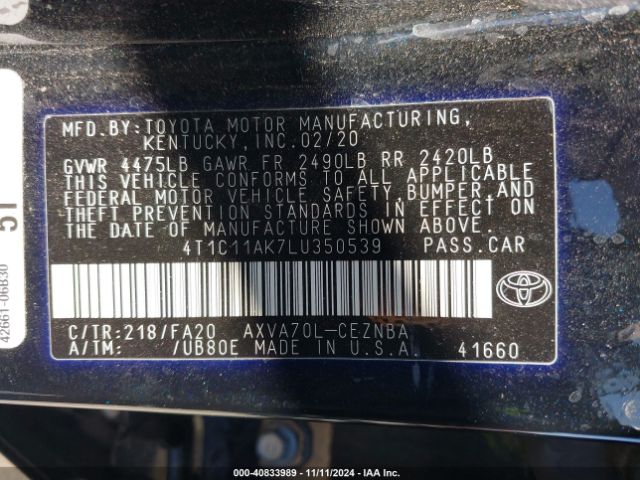 MFD.BY:TOYOTA MOTOR MANUFACTURING,
KENTUCKY,INC.02/20
GVWR 4475LB GAWR FR 2490LB RR 2420LB
THIS VEHICLE CONFORMS TO ALL APPLICABLE
FEDERAL MOTOR VEHICLE SAFETY,BUMPER,AND
THEFT PREVENTION STANDARDS IN EFFECT ON
THE DATE OF MANUFACTURE SHOWN ABOVE.
4T1C11AK7LU350539 PASS.CAR
TOYOTA
C/TR:218/FA20 AXVA70L-CEZNBA
A/TM: /UB80E MADE IN U.S.A. 41660
42661-06B30
000-40833989 - 11/11/2024 - IAA Inc.